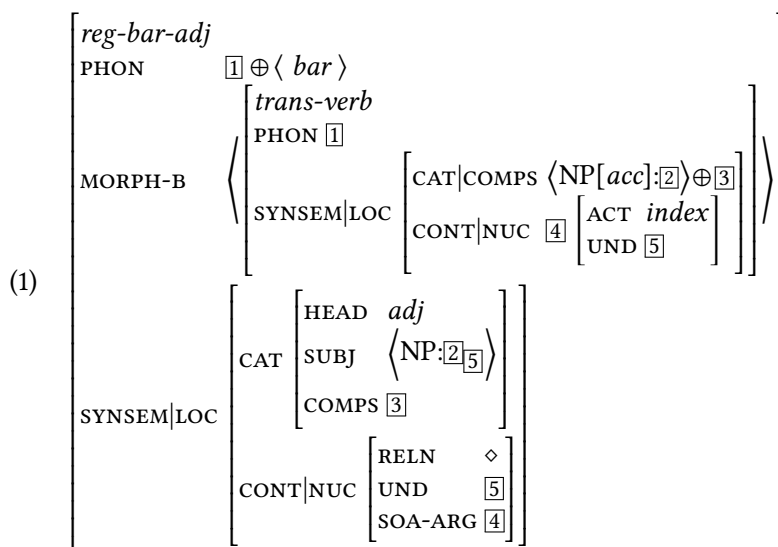 reg-bar-adj
PHON 1 ⊕ ⟨ bar ⟩
trans-verb
PHON 1
MORPH-B
CAT|COMPS ⟨NP[acc]:2⟩⊕3
SYNSEM|LOC
CONT|NUC 4 [ACT index
UND 5]
(1)
HEAD adj
CAT
SUBJ ⟨NP:2 5⟩
COMPS 3
SYNSEM|LOC
RELN ⋄
CONT|NUC
UND 5
SOA-ARG 4